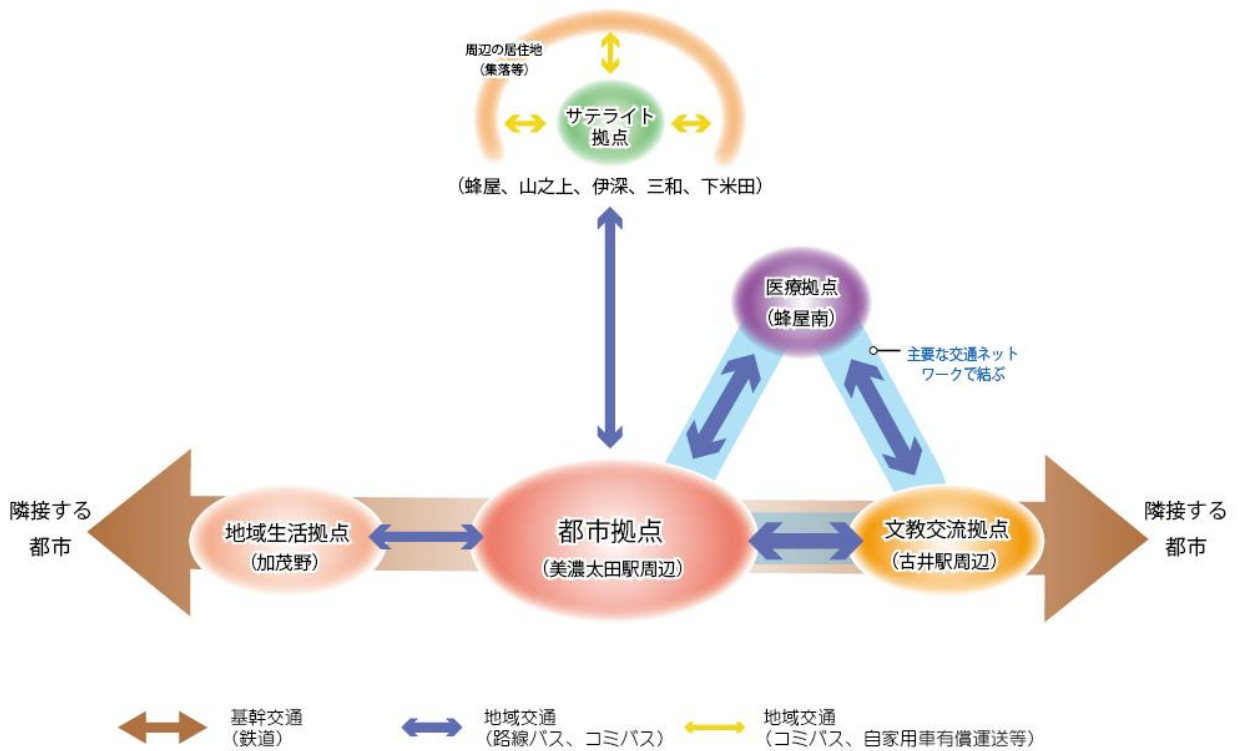 周辺の居住地
（集落等）
サテライト
拠点
（蜂屋、山之上、伊深、三和、下米田）
医療拠点
（蜂屋南）
主要な交通ネット
ワークで結ぶ
隣接する
都市
地域生活拠点
（加茂野）
都市拠点
（美濃太田駅周辺）
文教交流拠点
（古井駅周辺）
隣接する
都市
基幹交通
（鉄道）
地域交通
（路線バス、コミバス）
地域交通
（コミバス、自家用車有償運送等）